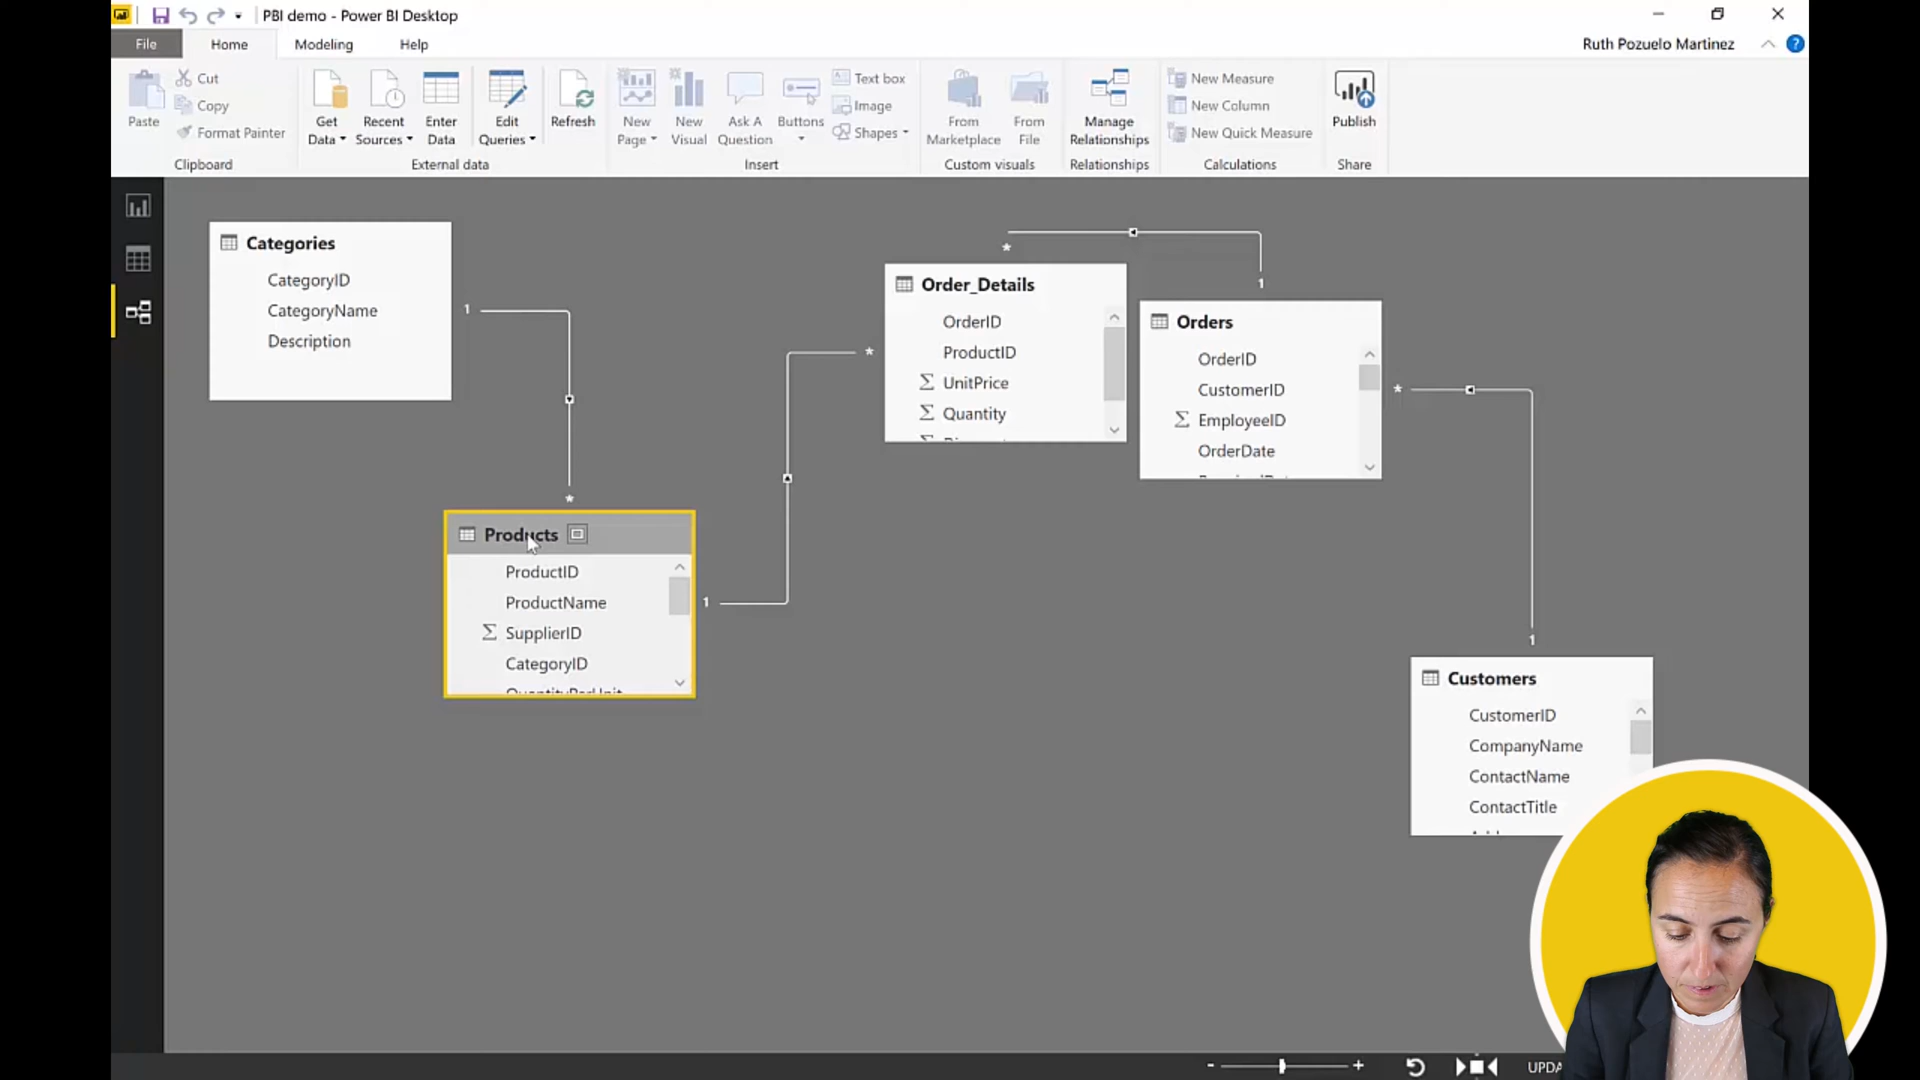 PBI demo - Power BI Desktop
File Home Modeling Help
Ruth Pozuelo Martinez
Paste
Cut
Copy
Format Painter
Clipboard
Get Data
Recent Sources
Enter Data
Edit Queries
Refresh
External data
New Page
New Visual
Ask A Question
Buttons
Text box
Image
Shapes
Insert
From Marketplace
From File
Custom visuals
Manage Relationships
Relationships
New Measure
New Column
New Quick Measure
Calculations
Publish
Share
Categories
CategoryID
CategoryName
Description
1
*
Products
ProductID
ProductName
SupplierID
CategoryID
QuantityPerUnit
1
*
Order_Details
OrderID
ProductID
UnitPrice
Quantity
*
1
Orders
OrderID
CustomerID
EmployeeID
OrderDate
*
1
Customers
CustomerID
CompanyName
ContactName
ContactTitle
- +